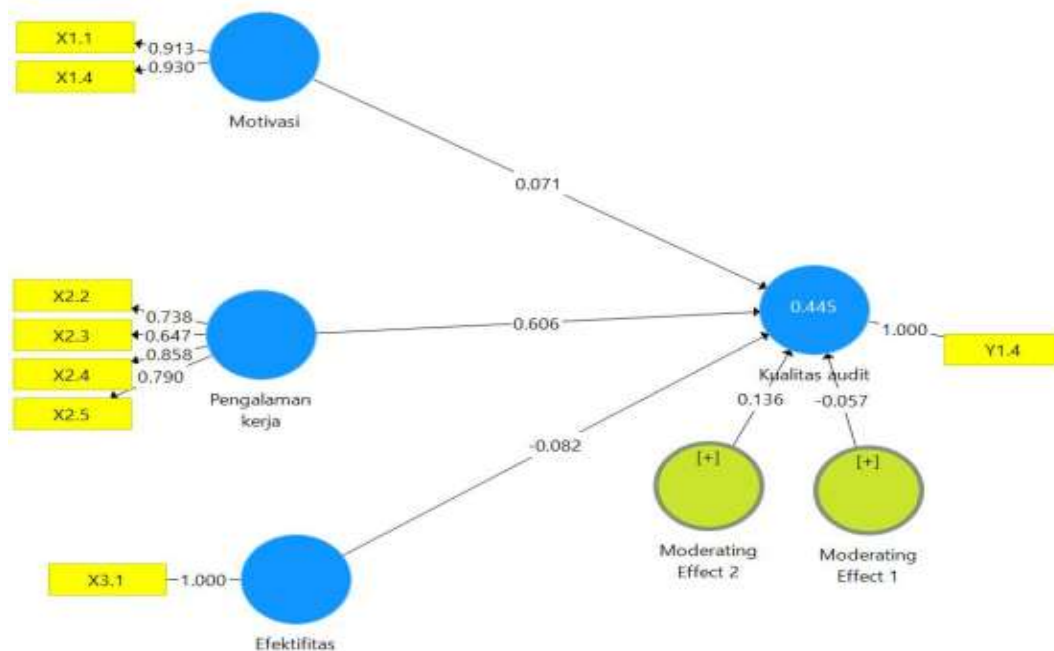 X1.1
0.913
X1.4
0.930
Motivasi
0.071
X2.2
0.738
X2.3
0.647
X2.4
0.858
X2.5
0.790
Pengalaman
kerja
0.606
0.445
1.000
Y1.4
Kualitas audit
0.136
-0.057
-0.082
[+]
[+]
Moderating
Effect 2
Moderating
Effect 1
X3.1
1.000
Efektifitas